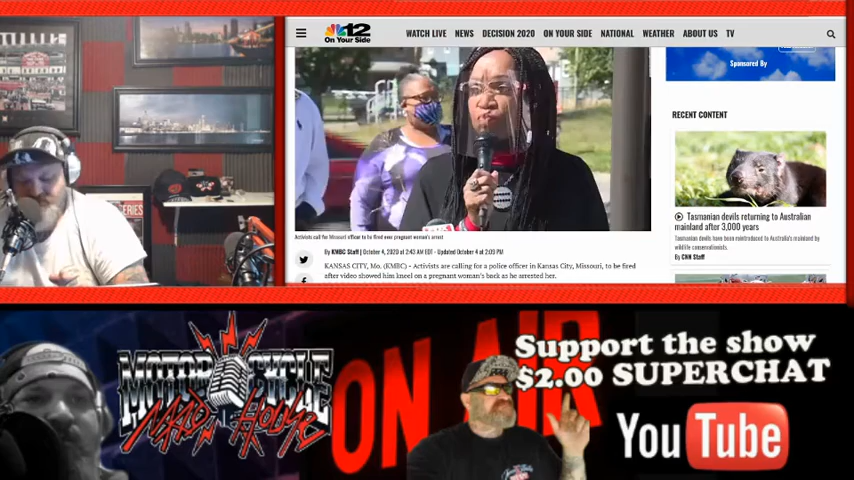 12
On Your Side
WATCH LIVE NEWS DECISION 2020 ON YOUR SIDE NATIONAL WEATHER ABOUT US TV
Sponsored By
RECENT CONTENT
Tasmanian devils returning to Australian
mainland after 3,000 years
Tasmanian devils have been reintroduced to Australia's mainland by
wildlife conservationists.
By CNN Staff
Activists call for Missouri officer to be fired over pregnant woman's arrest
By KMBC Staff | October 4, 2020 at 2:43 AM EDT - Updated October 4 at 2:09 PM
KANSAS CITY, Mo. (KMBC) - Activists are calling for a police officer in Kansas City, Missouri, to be fired
after video showed him kneel on a pregnant woman's back as he arrested her.
MOTORCYCLE
MADHOUSE
ON AIR
Support the show
$2.00 SUPERCHAT
YouTube